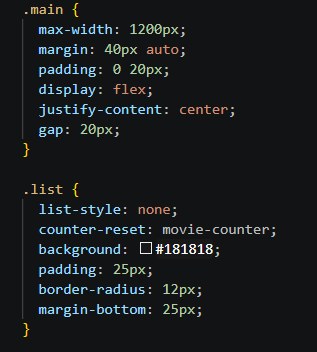 .main {
max-width: 1200px;
margin: 40px auto;
padding: 0 20px;
display: flex;
justify-content: center;
gap: 20px;
}
.list {
list-style: none;
counter-reset: movie-counter;
background: #181818;
padding: 25px;
border-radius: 12px;
margin-bottom: 25px;
}